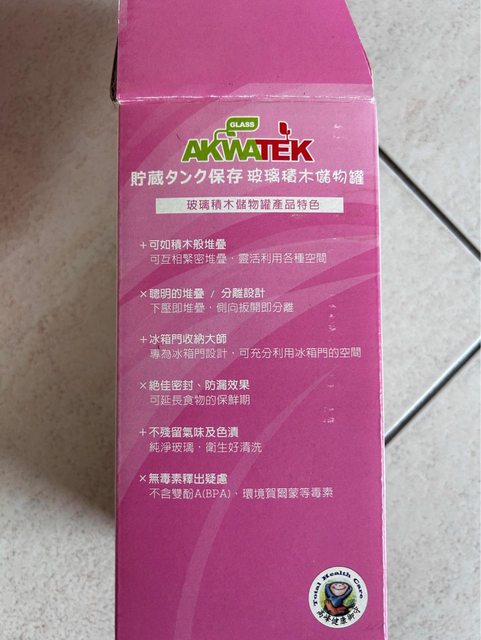 GLASS
AKWATEK
貯蔵タンク保存 玻璃積木儲物罐
玻璃積木儲物罐產品特色
+可如積木般堆疊
可互相緊密堆疊，靈活利用各種空間
×聰明的堆疊 / 分離設計
下壓即堆疊，側向扳開即分離
+冰箱門收納大師
專為冰箱門設計，可充分利用冰箱門的空間
×絕佳密封、防漏效果
可延長食物的保鮮期
+不殘留氣味及色漬
純淨玻璃，衛生好清洗
×無毒素釋出疑慮
不含雙酚A(BPA)、環境賀爾蒙等毒素
Total Health Care